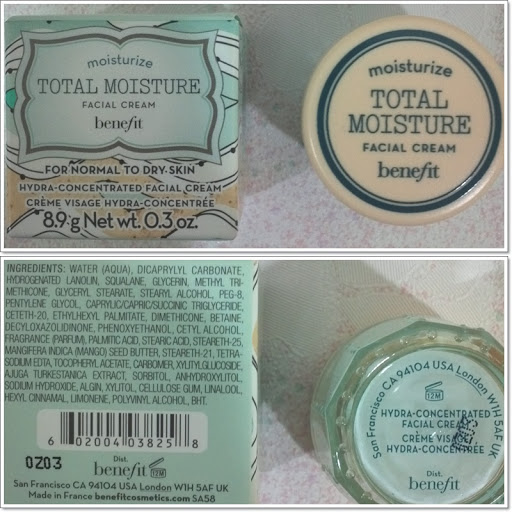 moisturize
TOTAL MOISTURE
FACIAL CREAM
benefit
FOR NORMAL TO DRY SKIN
HYDRA-CONCENTRATED FACIAL CREAM
CRÈME VISAGE HYDRA-CONCENTRÉE
8.9 g Net wt. 0.3 oz.
moisturize
TOTAL
MOISTURE
FACIAL CREAM
benefit
INGREDIENTS: WATER (AQUA), DICAPRYLYL CARBONATE,
HYDROGENATED LANOLIN, SQUALANE, GLYCERIN, METHYL TRI-
METHICONE, GLYCERYL STEARATE, STEARYL ALCOHOL, PEG-8,
PENTYLENE GLYCOL, CAPRYLIC/CAPRIC/SUCCINIC TRIGLYCERIDE,
CETETH-20, ETHYLHEXYL PALMITATE, DIMETHICONE, BETAINE,
DECYLOXAZOLIDINONE, PHENOXYETHANOL, CETYL ALCOHOL,
FRAGRANCE (PARFUM), PALMITIC ACID, STEARIC ACID, STEARETH-25,
MANGIFERA INDICA (MANGO) SEED BUTTER, STEARETH-21, TETRA-
SODIUM EDTA, TOCOPHERYL ACETATE, CARBOMER, XYLITYLGLUCOSIDE,
AJUGA TURKESTANICA EXTRACT, SORBITOL, ANHYDROXYLITOL,
SODIUM HYDROXIDE, ALGIN, XYLITOL, CELLULOSE GUM, LINALOOL,
HEXYL CINNAMAL, LIMONENE, POLYVINYL ALCOHOL, BHT.
6 02004 03825 8
0203
Dist.
benefit 12M
San Francisco CA 94104 USA London W1H 5AF UK
Made in France benefitcosmetics.com SA58
San Francisco CA 94104 USA London W1H 5AF UK
12M
HYDRA-CONCENTRATED
FACIAL CREAM
CRÈME VISAGE
HYDRA-CONCENTRÉE
Dist.
benefit